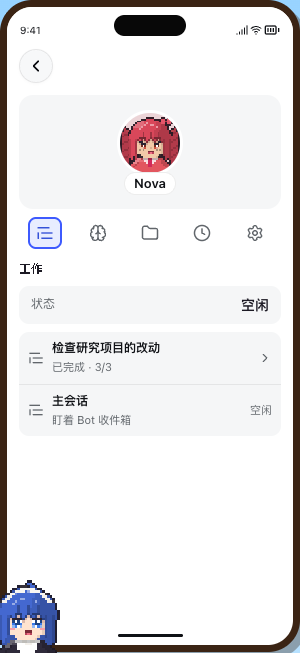 9:41
Nova
工作
状态
空闲
检查研究项目的改动
已完成 · 3/3
主会话
盯着 Bot 收件箱
空闲